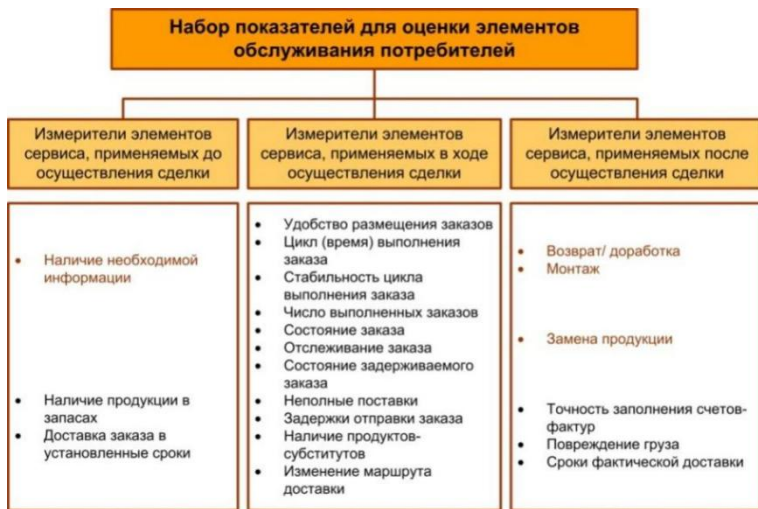 Набор показателей для оценки элементов
обслуживания потребителей
Измерители элементов
сервиса, применяемых до
осуществления сделки
Измерители элементов
сервиса, применяемых в ходе
осуществления сделки
Измерители элементов
сервиса, применяемых после
осуществления сделки
• Наличие необходимой
информации
• Наличие продукции в
запасах
• Доставка заказа в
установленные сроки
• Удобство размещения заказов
• Цикл (время) выполнения
заказа
• Стабильность цикла
выполнения заказа
• Число выполненных заказов
• Состояние заказа
• Отслеживание заказа
• Состояние задерживаемого
заказа
• Неполные поставки
• Задержки отправки заказа
• Наличие продуктов-
субститутов
• Изменение маршрута
доставки
• Возврат/ доработка
• Монтаж
• Замена продукции
• Точность заполнения счетов-
фактур
• Повреждение груза
• Сроки фактической доставки